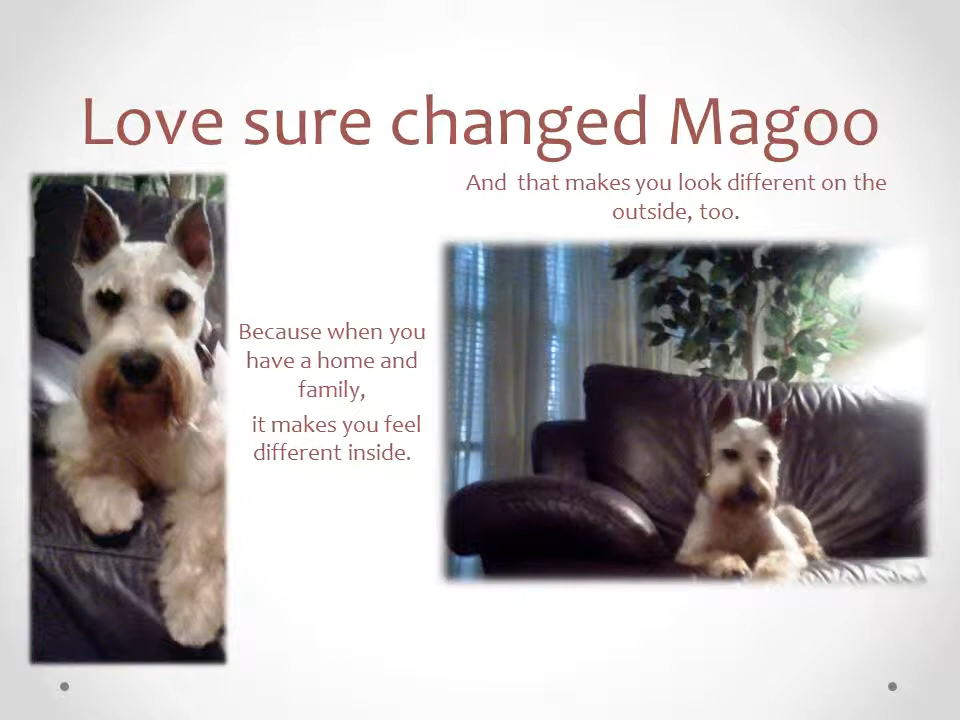 Love sure changed Magoo
Because when you
have a home and
family,
it makes you feel
different inside.
And  that makes you look different on the
outside, too.